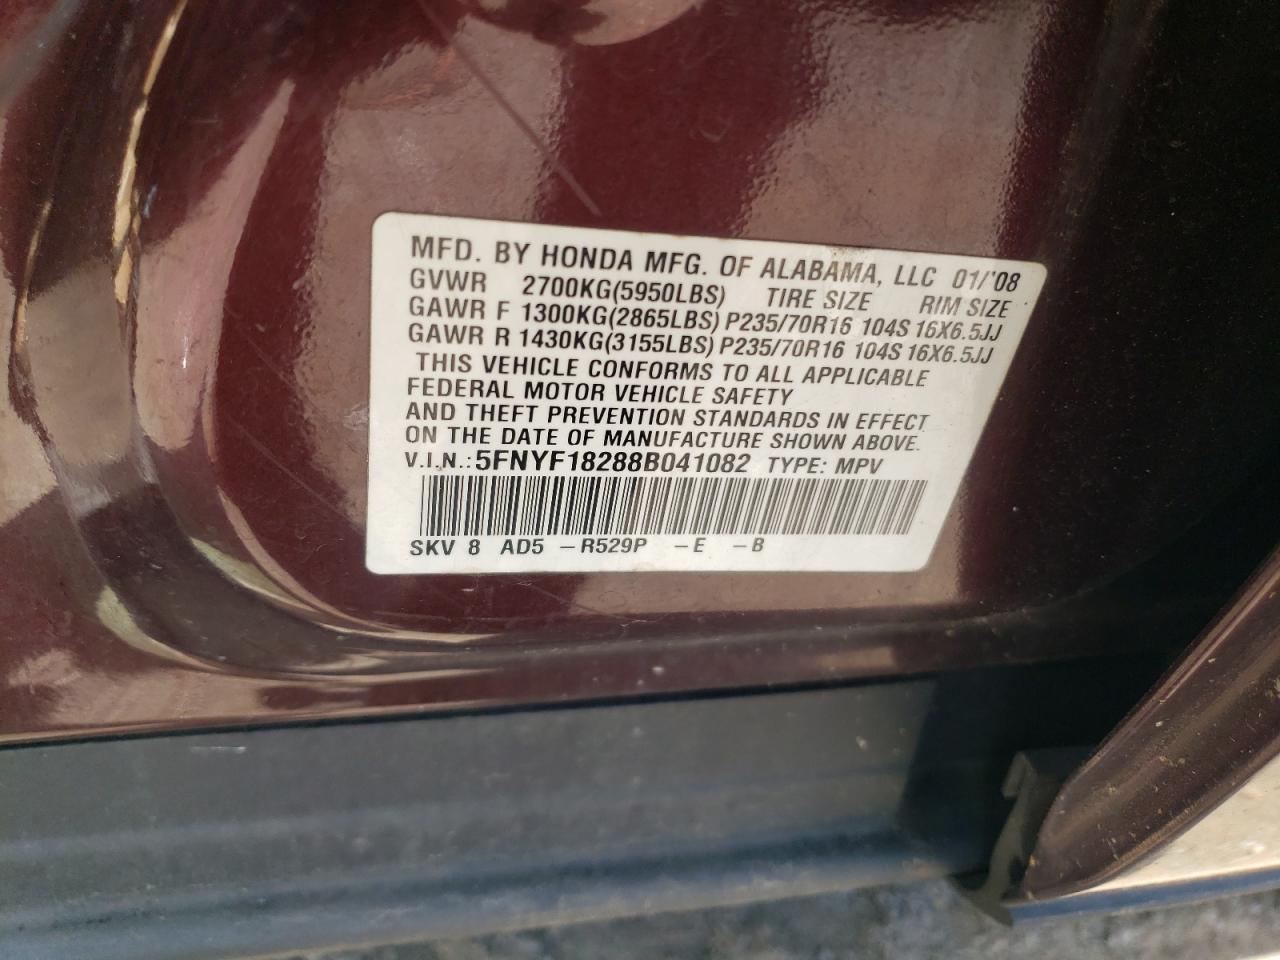 MFD. BY HONDA MFG. OF ALABAMA, LLC 01/'08
GVWR 2700KG(5950LBS) TIRE SIZE RIM SIZE
GAWR F 1300KG(2865LBS) P235/70R16 104S 16X6.5JJ
GAWR R 1430KG(3155LBS) P235/70R16 104S 16X6.5JJ
THIS VEHICLE CONFORMS TO ALL APPLICABLE
FEDERAL MOTOR VEHICLE SAFETY
AND THEFT PREVENTION STANDARDS IN EFFECT
ON THE DATE OF MANUFACTURE SHOWN ABOVE.
V.I.N.: 5FNYF18288B041082 TYPE: MPV
SKV 8 AD5 -R529P -E -B